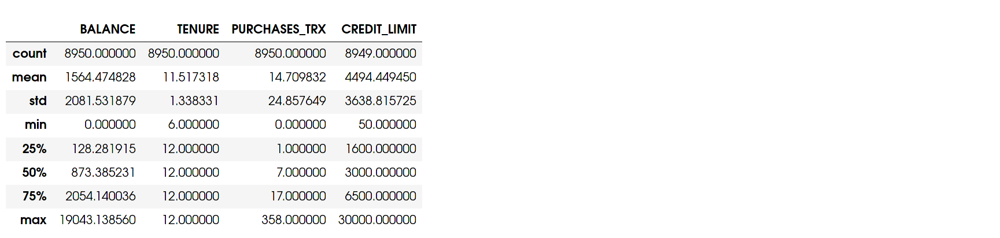 BALANCE TENURE PURCHASES_TRX CREDIT_LIMIT
count 8950.000000 8950.000000 8950.000000 8949.000000
mean 1564.474828 11.517318 14.709832 4494.449450
std 2081.531879 1.338331 24.857649 3638.815725
min 0.000000 6.000000 0.000000 50.000000
25% 128.281915 12.000000 1.000000 1600.000000
50% 873.385231 12.000000 7.000000 3000.000000
75% 2054.140036 12.000000 17.000000 6500.000000
max 19043.138560 12.000000 358.000000 30000.000000